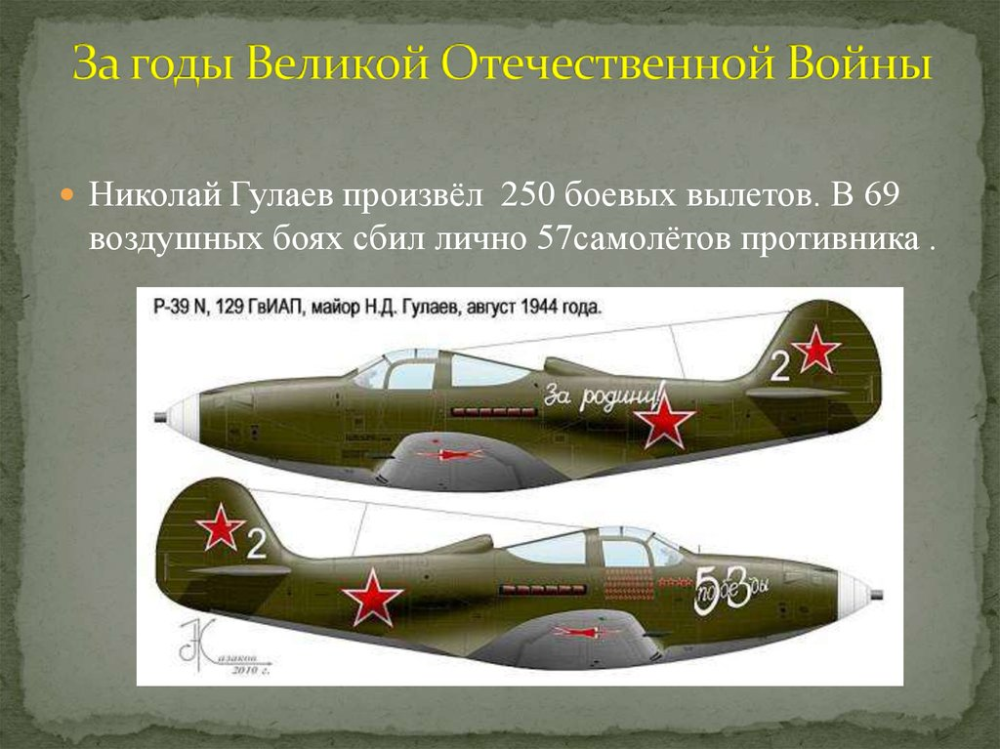 За годы Великой Отечественной Войны
Николай Гулаев произвёл 250 боевых вылетов. В 69
воздушных боях сбил лично 57самолётов противника .
Р-39 N, 129 ГвИАП, майор Н.Д. Гулаев, август 1944 года.
2
За родину!
2
53
победы
Казаков
2010 г.